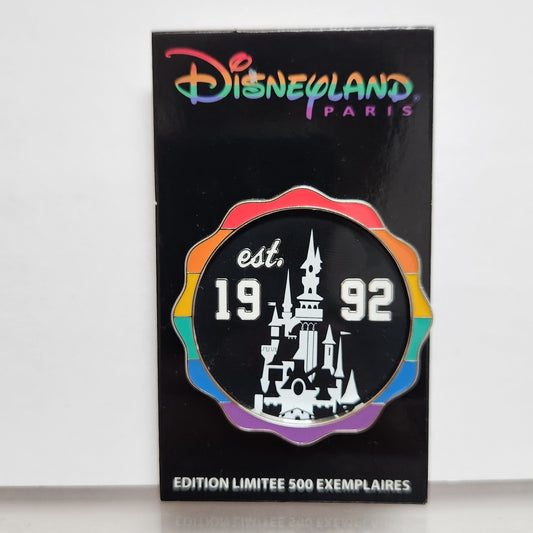 DISNEYLAND
PARIS
est.
19 92
EDITION LIMITEE 500 EXEMPLAIRES